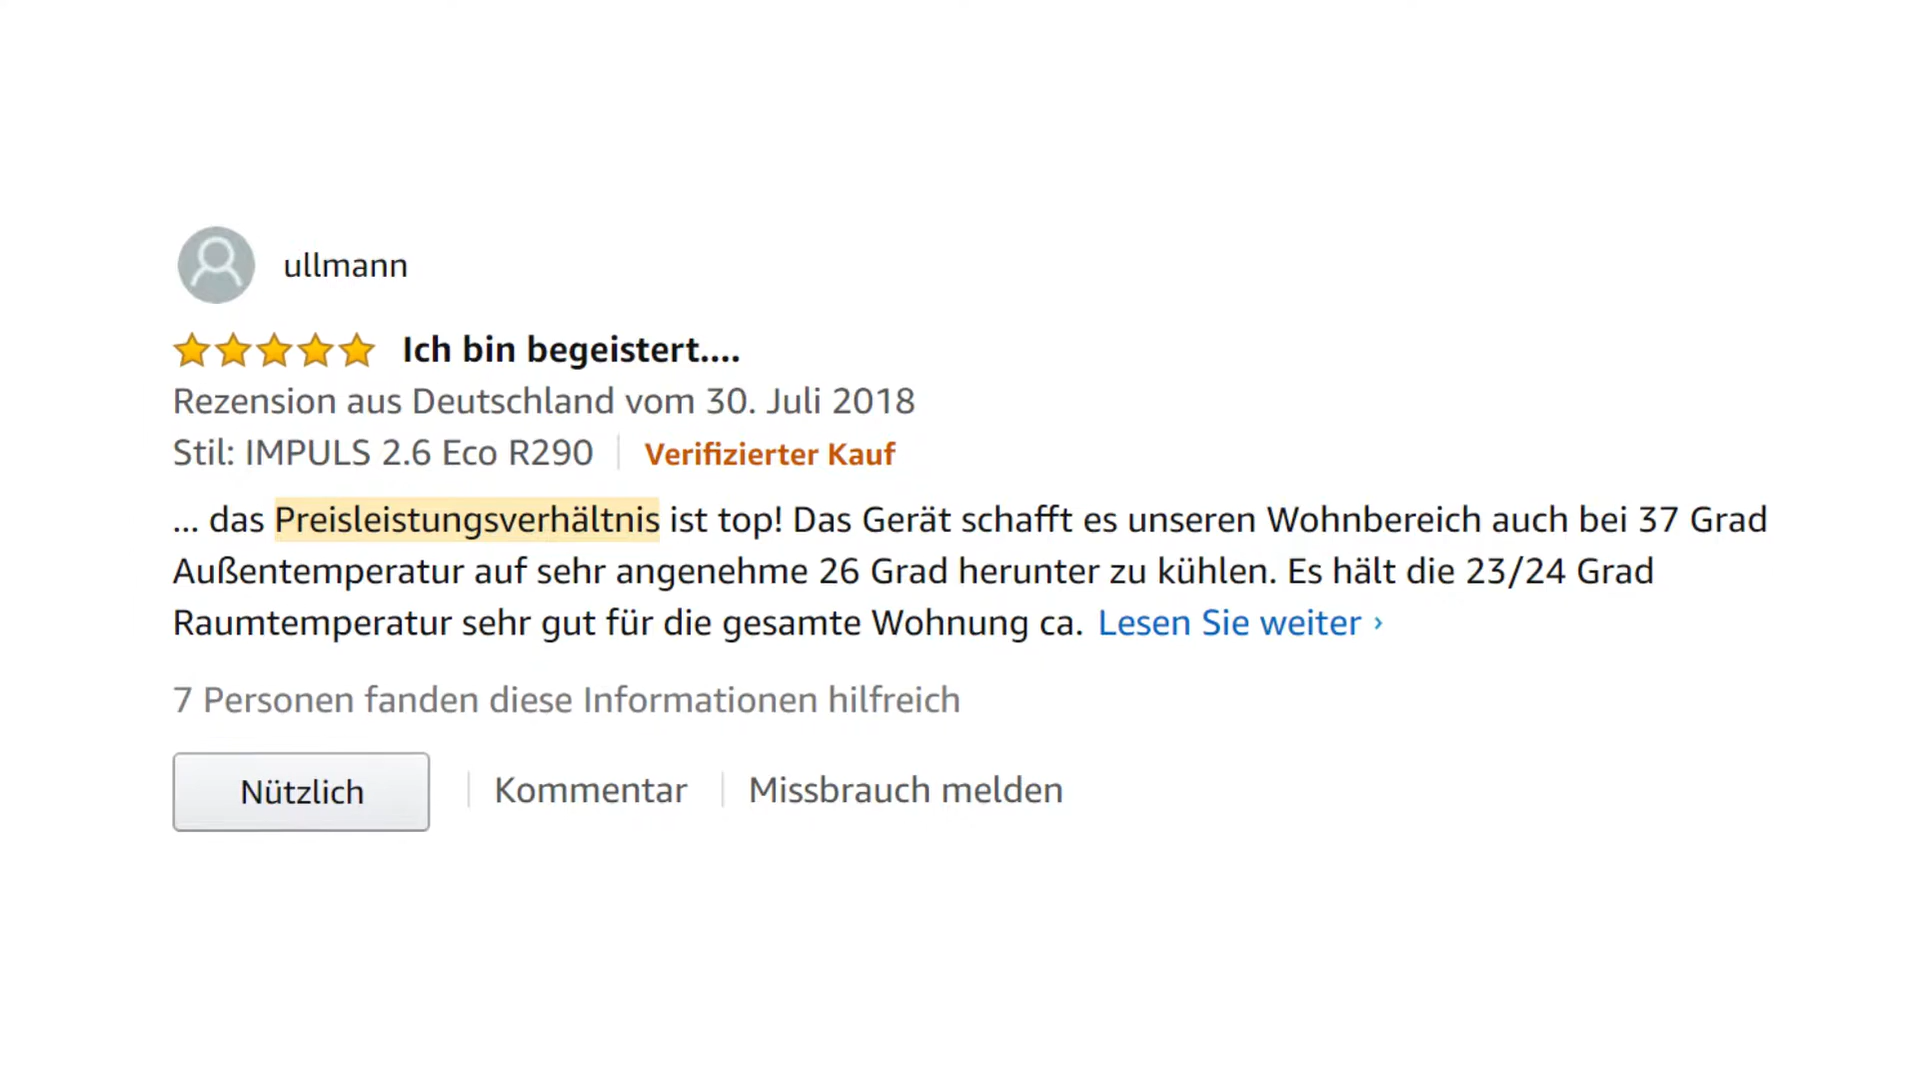 ullmann
Ich bin begeistert....
Rezension aus Deutschland vom 30. Juli 2018
Stil: IMPULS 2.6 Eco R290 | Verifizierter Kauf
... das Preisleistungsverhältnis ist top! Das Gerät schafft es unseren Wohnbereich auch bei 37 Grad
Außentemperatur auf sehr angenehme 26 Grad herunter zu kühlen. Es hält die 23/24 Grad
Raumtemperatur sehr gut für die gesamte Wohnung ca. Lesen Sie weiter ›
7 Personen fanden diese Informationen hilfreich
Nützlich | Kommentar | Missbrauch melden